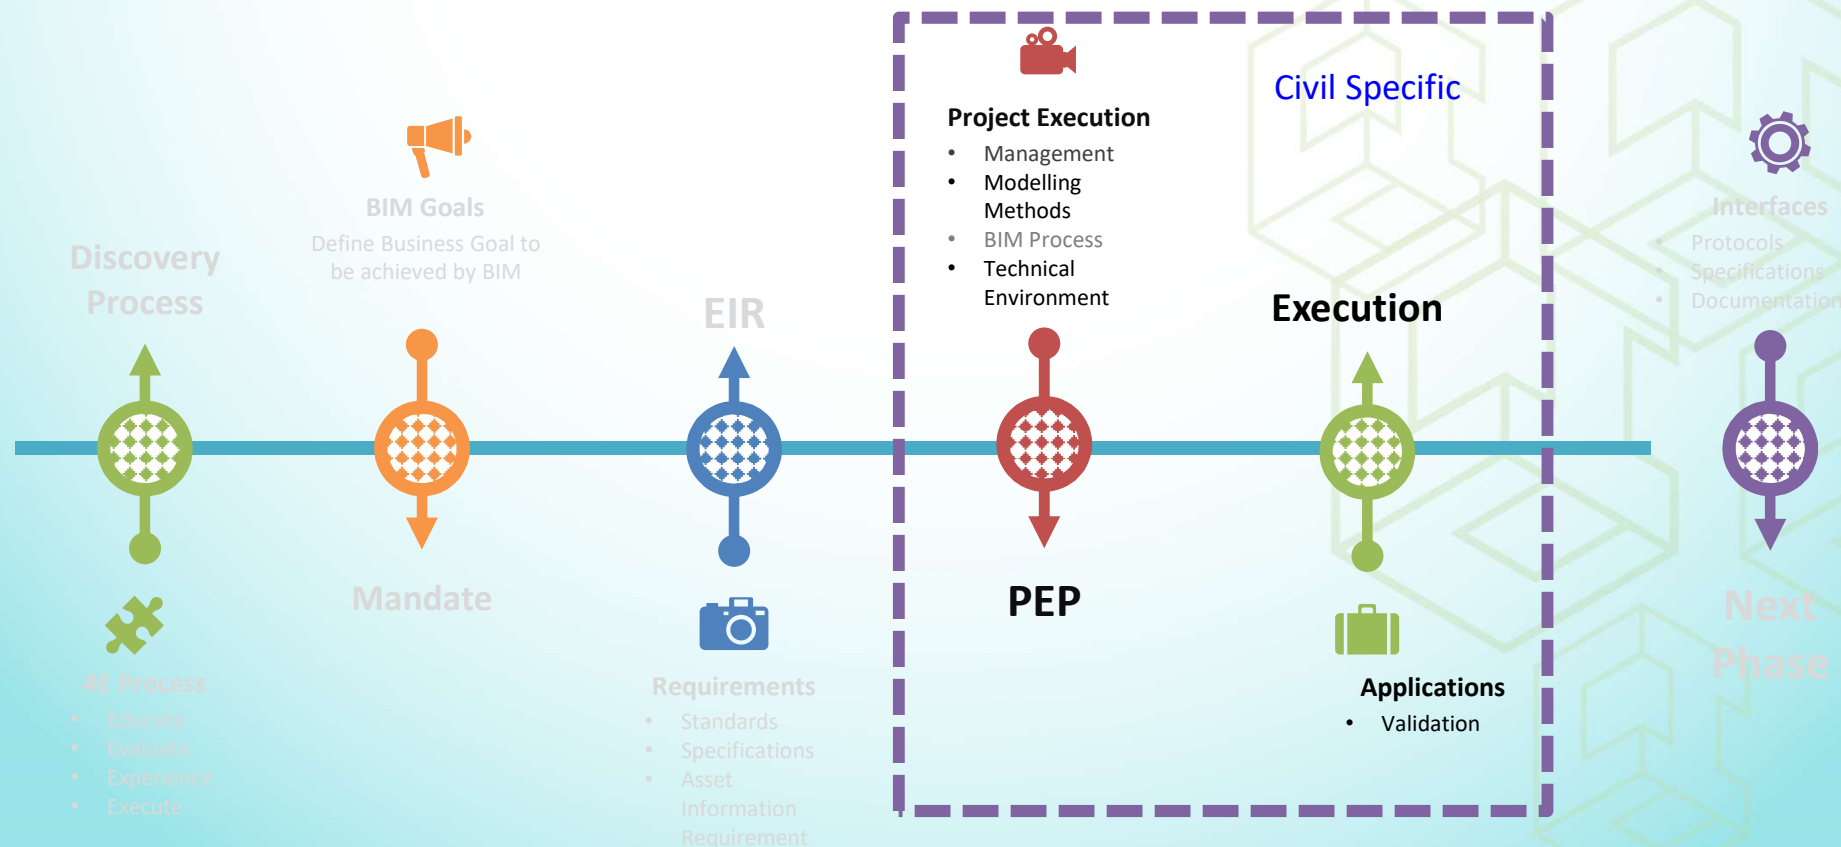 Discovery
Process
4E Process
• Educate
• Evaluate
• Experience
• Execute
BIM Goals
Define Business Goal to
be achieved by BIM
Mandate
EIR
Requirements
• Standards
• Specifications
• Asset
Information
Requirement
Project Execution
• Management
• Modelling
Methods
• BIM Process
• Technical
Environment
PEP
Civil Specific
Execution
Applications
• Validation
Interfaces
• Protocols
• Specifications
• Documentation
Next
Phase